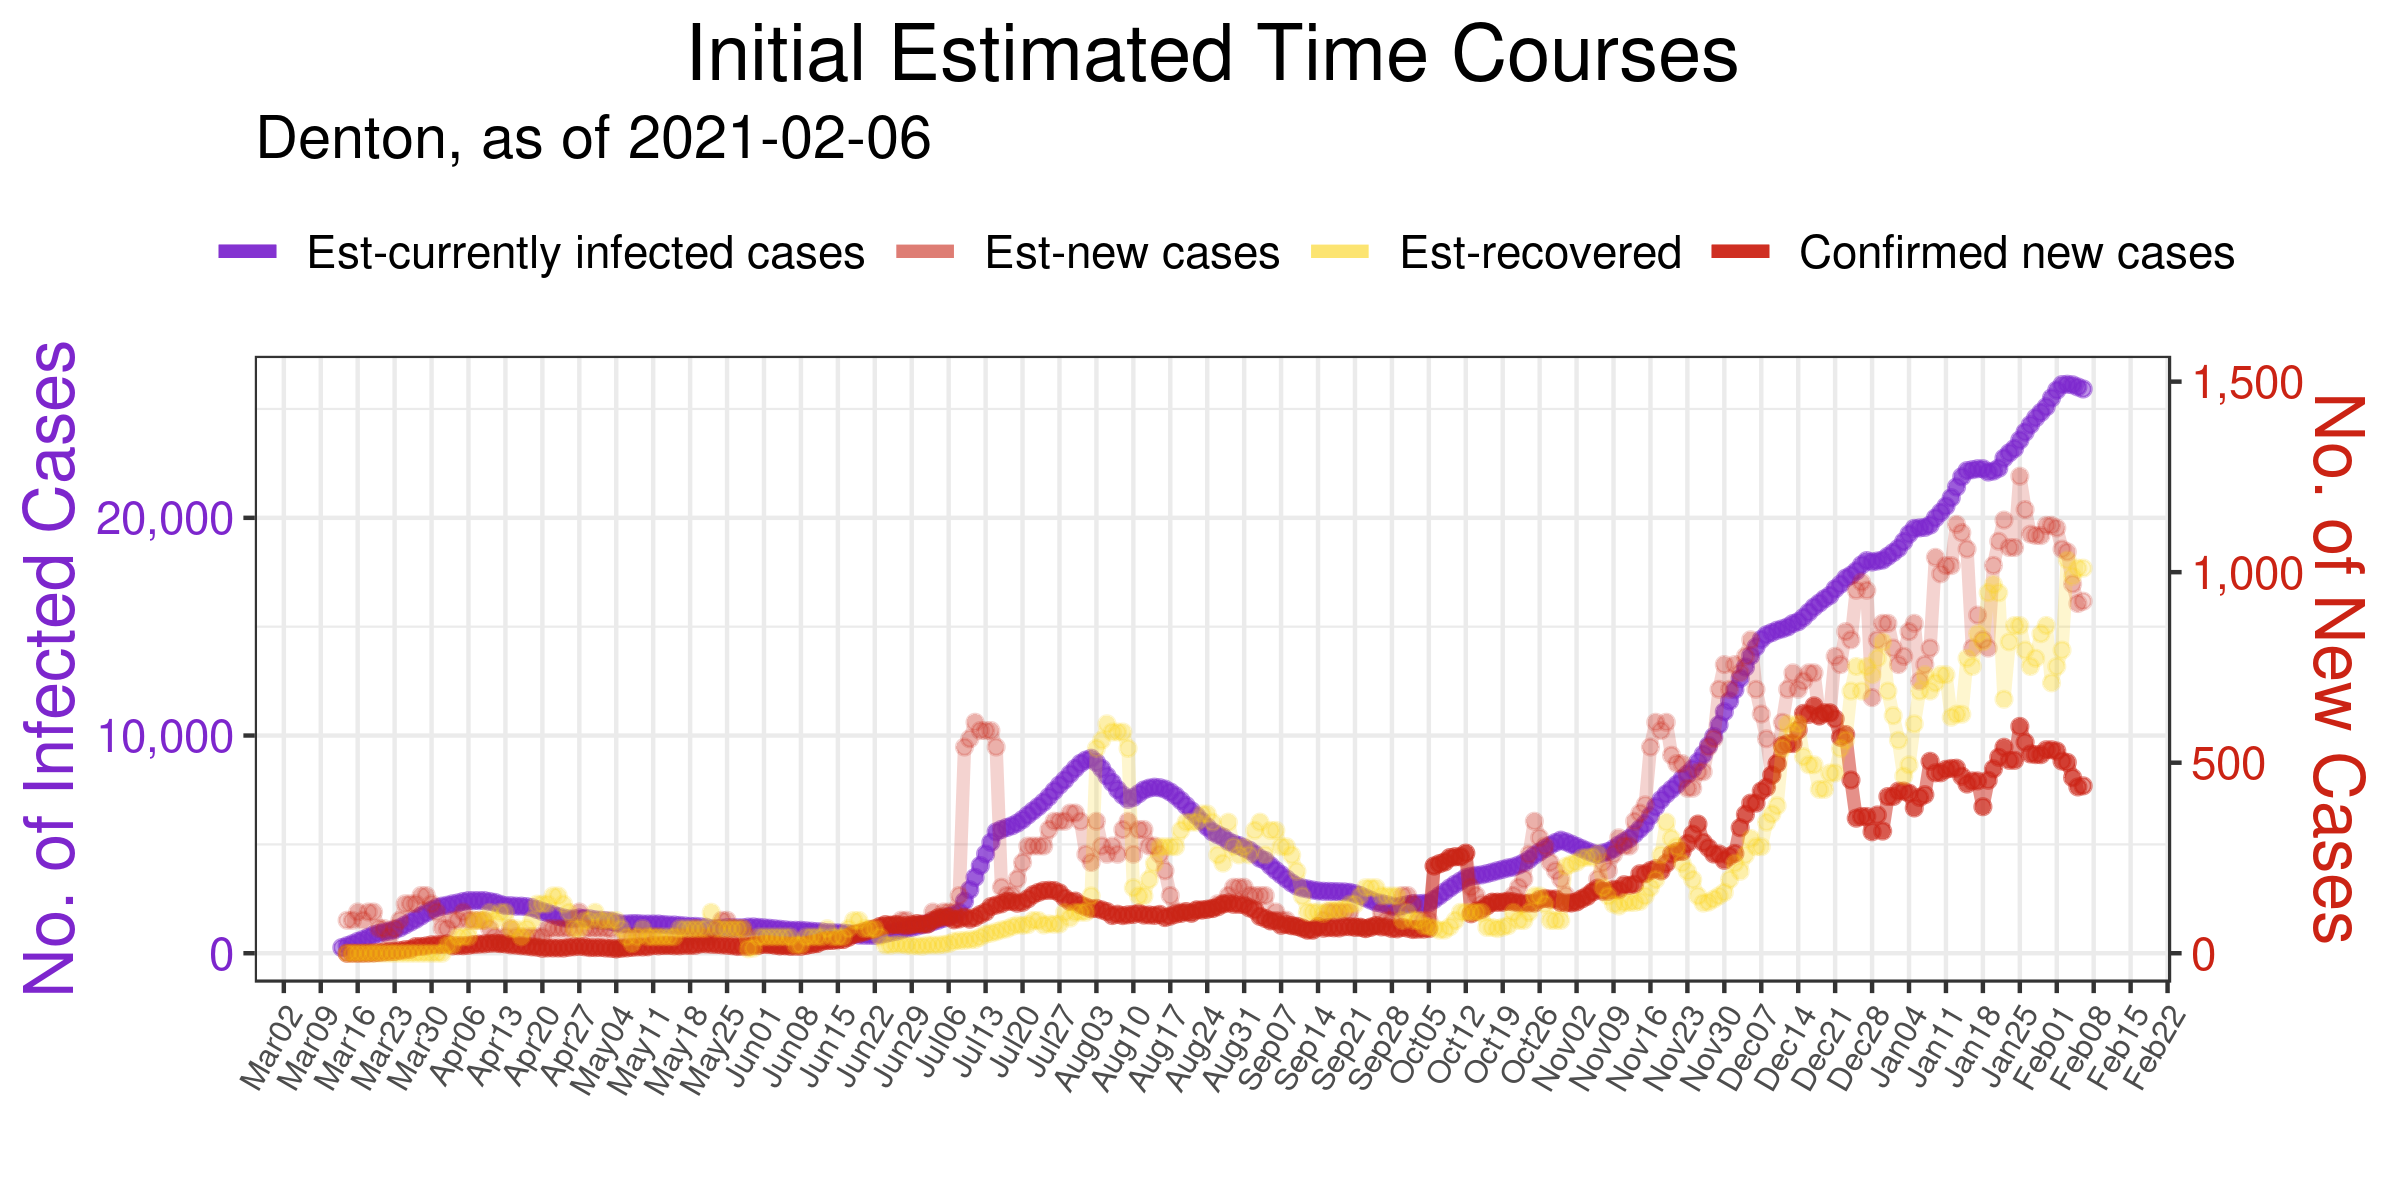 Initial Estimated Time Courses
Denton, as of 2021-02-06
Est-currently infected cases Est-new cases Est-recovered Confirmed new cases
No. of Infected Cases
20,000
10,000
0
1,500
1,000
500
0
No. of New Cases
Mar02 Mar09 Mar16 Mar23 Mar30 Apr06 Apr13 Apr20 Apr27 May04 May11 May18 May25 Jun01 Jun08 Jun15 Jun22 Jun29 Jul06 Jul13 Jul20 Jul27 Aug03 Aug10 Aug17 Aug24 Aug31 Sep07 Sep14 Sep21 Sep28 Oct05 Oct12 Oct19 Oct26 Nov02 Nov09 Nov16 Nov23 Nov30 Dec07 Dec14 Dec21 Dec28 Jan04 Jan11 Jan18 Jan25 Feb01 Feb08 Feb15 Feb22